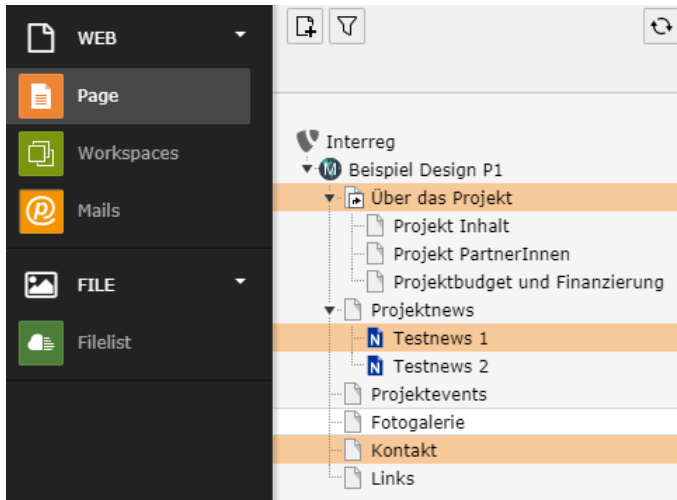 WEB
Page
Workspaces
Mails
FILE
Filelist
Interreg
M Beispiel Design P1
Über das Projekt
Projekt Inhalt
Projekt PartnerInnen
Projektbudget und Finanzierung
Projektnews
N Testnews 1
N Testnews 2
Projektevents
Fotogalerie
Kontakt
Links